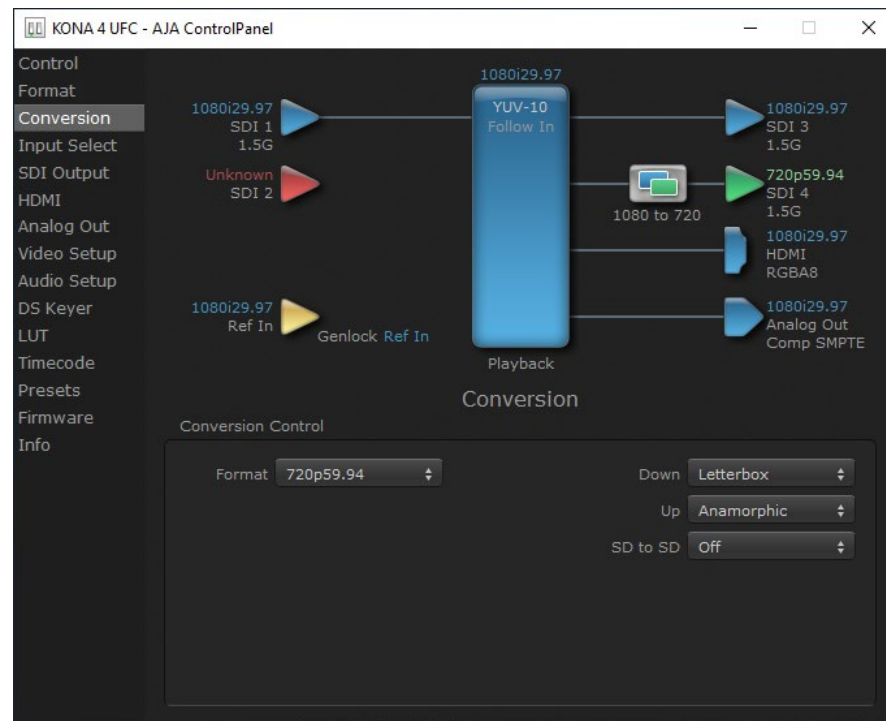 KONA 4 UFC - AJA ControlPanel
Control
Format
Conversion
Input Select
SDI Output
HDMI
Analog Out
Video Setup
Audio Setup
DS Keyer
LUT
Timecode
Presets
Firmware
Info
1080i29.97
SDI 1
1.5G
Unknown
SDI 2
1080i29.97
Ref In
Genlock Ref In
1080i29.97
YUV-10
Follow In
Playback
1080 to 720
1080i29.97
SDI 3
1.5G
720p59.94
SDI 4
1.5G
1080i29.97
HDMI
RGBA8
1080i29.97
Analog Out
Comp SMPTE
Conversion
Conversion Control
Format 720p59.94
Down Letterbox
Up Anamorphic
SD to SD Off